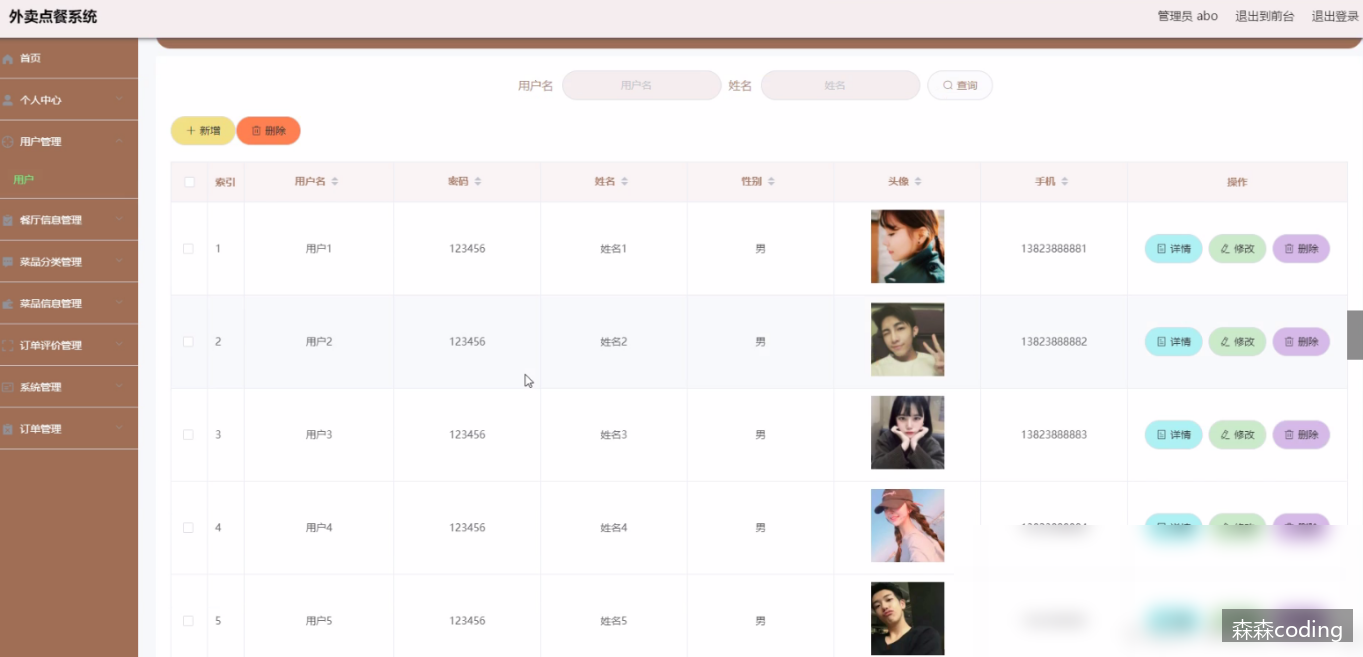 外卖点餐系统
管理员 abo 退出到前台 退出登录
首页
个人中心
用户管理
用户
餐厅信息管理
菜品分类管理
菜品信息管理
订单评价管理
系统管理
订单管理
用户名 用户名 姓名 姓名 查询
新增 删除
索引 用户名 密码 姓名 性别 头像 手机 操作
1 用户1 123456 姓名1 男 13823888881 详情 修改 删除
2 用户2 123456 姓名2 男 13823888882 详情 修改 删除
3 用户3 123456 姓名3 男 13823888883 详情 修改 删除
4 用户4 123456 姓名4 男
5 用户5 123456 姓名5 男
森森coding